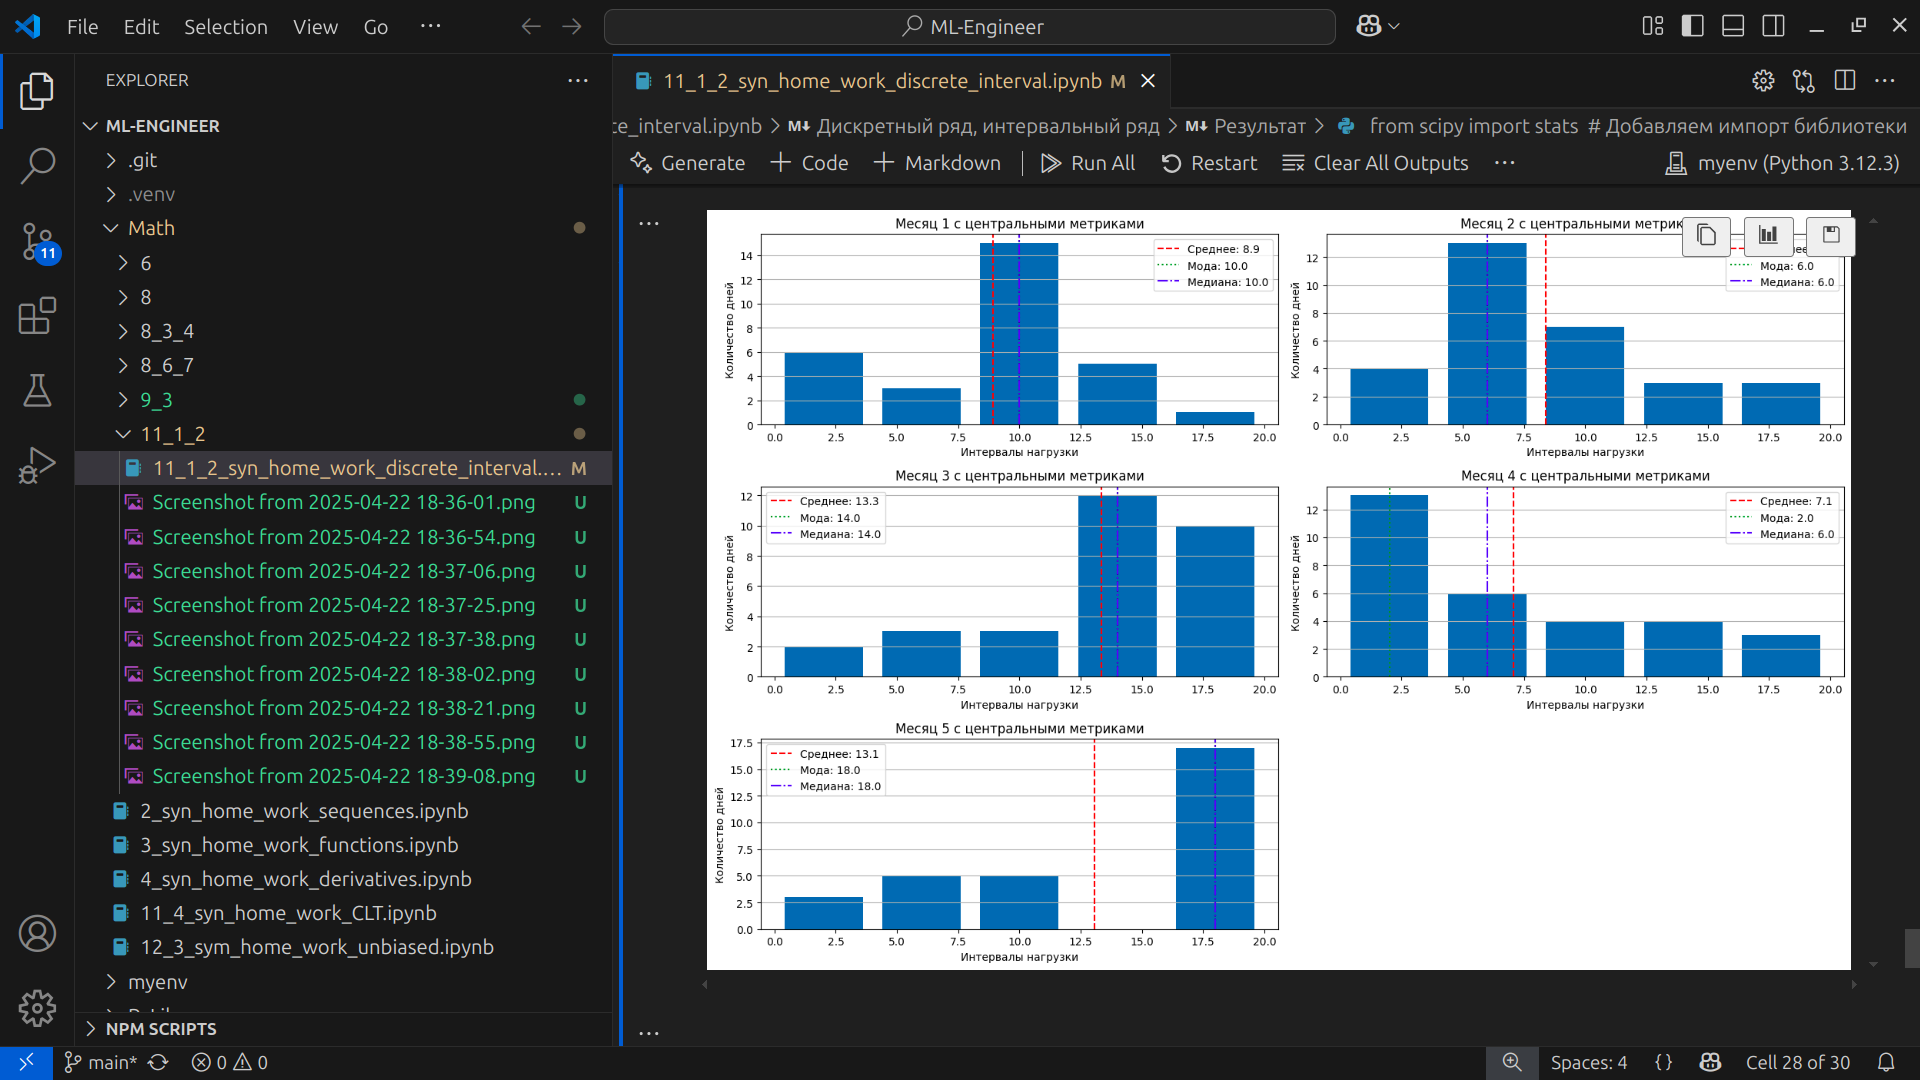 File Edit Selection View Go ···
ML-Engineer
EXPLORER
ML-ENGINEER
.git
.venv
Math
6
8
8_3_4
8_6_7
9_3
11_1_2
11_1_2_syn_home_work_discrete_interval.... M
Screenshot from 2025-04-22 18-36-01.png U
Screenshot from 2025-04-22 18-36-54.png U
Screenshot from 2025-04-22 18-37-06.png U
Screenshot from 2025-04-22 18-37-25.png U
Screenshot from 2025-04-22 18-37-38.png U
Screenshot from 2025-04-22 18-38-02.png U
Screenshot from 2025-04-22 18-38-21.png U
Screenshot from 2025-04-22 18-38-55.png U
Screenshot from 2025-04-22 18-39-08.png U
2_syn_home_work_sequences.ipynb
3_syn_home_work_functions.ipynb
4_syn_home_work_derivatives.ipynb
11_4_syn_home_work_CLT.ipynb
12_3_sym_home_work_unbiased.ipynb
myenv
NPM SCRIPTS
11
11_1_2_syn_home_work_discrete_interval.ipynb M
ce_interval.ipynb > M↓ Дискретный ряд, интервальный ряд > M↓ Результат > from scipy import stats # Добавляем импорт библиотеки
Generate + Code + Markdown | Run All Restart Clear All Outputs ··· myenv (Python 3.12.3)
Месяц 1 с центральными метриками
Среднее: 8.9
Мода: 10.0
Медиана: 10.0
Количество дней
14
12
10
8
6
4
2
0
0.0 2.5 5.0 7.5 10.0 12.5 15.0 17.5 20.0
Интервалы нагрузки
Месяц 2 с центральными метрик
Мода: 6.0
Медиана: 6.0
Количество дней
12
10
8
6
4
2
0
0.0 2.5 5.0 7.5 10.0 12.5 15.0 17.5 20.0
Интервалы нагрузки
Месяц 3 с центральными метриками
Среднее: 13.3
Мода: 14.0
Медиана: 14.0
Количество дней
12
10
8
6
4
2
0
0.0 2.5 5.0 7.5 10.0 12.5 15.0 17.5 20.0
Интервалы нагрузки
Месяц 4 с центральными метриками
Среднее: 7.1
Мода: 2.0
Медиана: 6.0
Количество дней
12
10
8
6
4
2
0
0.0 2.5 5.0 7.5 10.0 12.5 15.0 17.5 20.0
Интервалы нагрузки
Месяц 5 с центральными метриками
Среднее: 13.1
Мода: 18.0
Медиана: 18.0
Количество дней
17.5
15.0
12.5
10.0
7.5
5.0
2.5
0.0
0.0 2.5 5.0 7.5 10.0 12.5 15.0 17.5 20.0
Интервалы нагрузки
main* 0 0
Spaces: 4 {} Cell 28 of 30